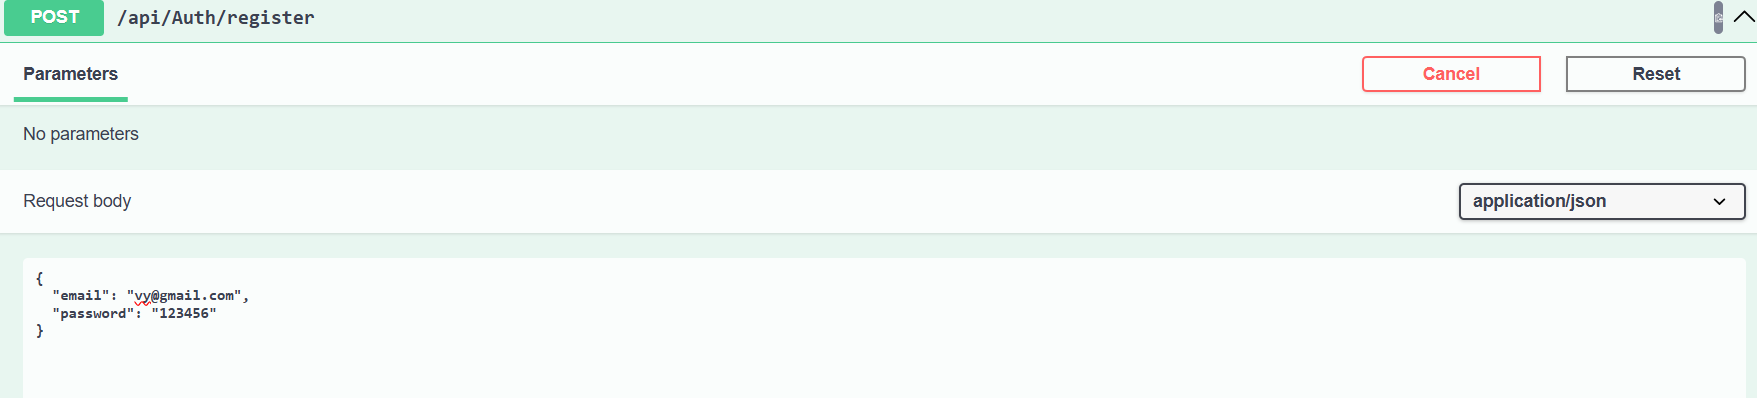 POST /api/Auth/register
Parameters Cancel Reset
No parameters
Request body application/json
{
  "email": "vy@gmail.com",
  "password": "123456"
}